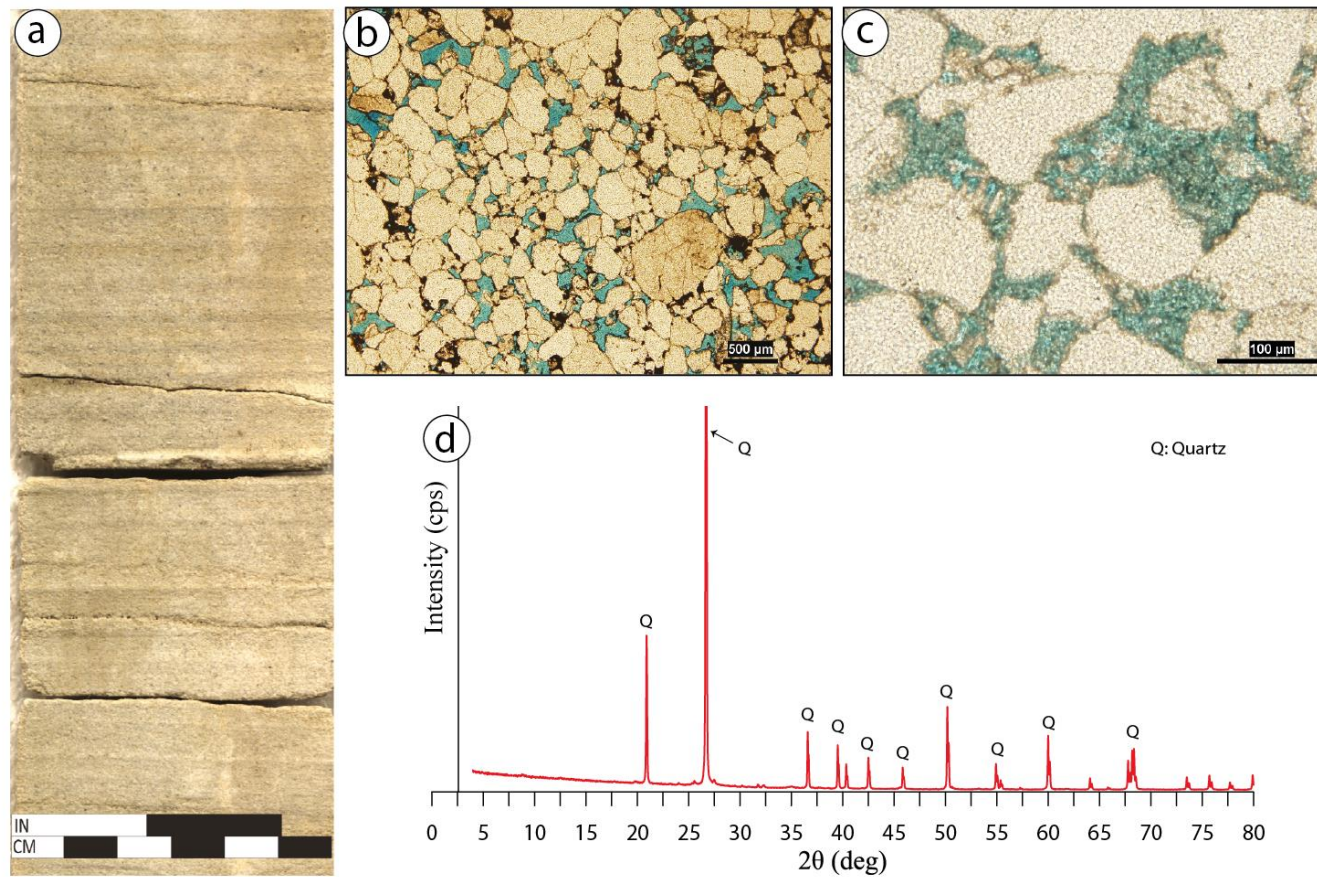 a
b
c
500 µm
100 µm
d
Q
Q: Quartz
Q
Q
Q
Q
Q
Q
Q
Q
Q
Intensity (cps)
0 5 10 15 20 25 30 35 40 45 50 55 60 65 70 75 80
2θ (deg)
IN
CM